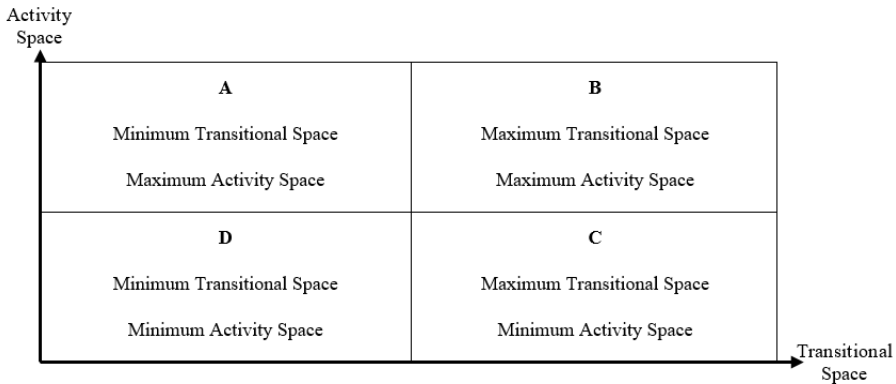 Activity
Space
A
Minimum Transitional Space
Maximum Activity Space
B
Maximum Transitional Space
Maximum Activity Space
D
Minimum Transitional Space
Minimum Activity Space
C
Maximum Transitional Space
Minimum Activity Space
Transitional
Space